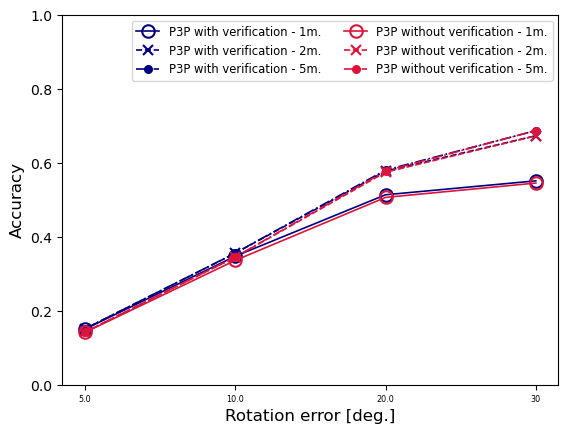 P3P with verification - 1m.
P3P with verification - 2m.
P3P with verification - 5m.
P3P without verification - 1m.
P3P without verification - 2m.
P3P without verification - 5m.
1.0
0.8
0.6
0.4
0.2
0.0
Accuracy
5.0 10.0 20.0 30
Rotation error [deg.]